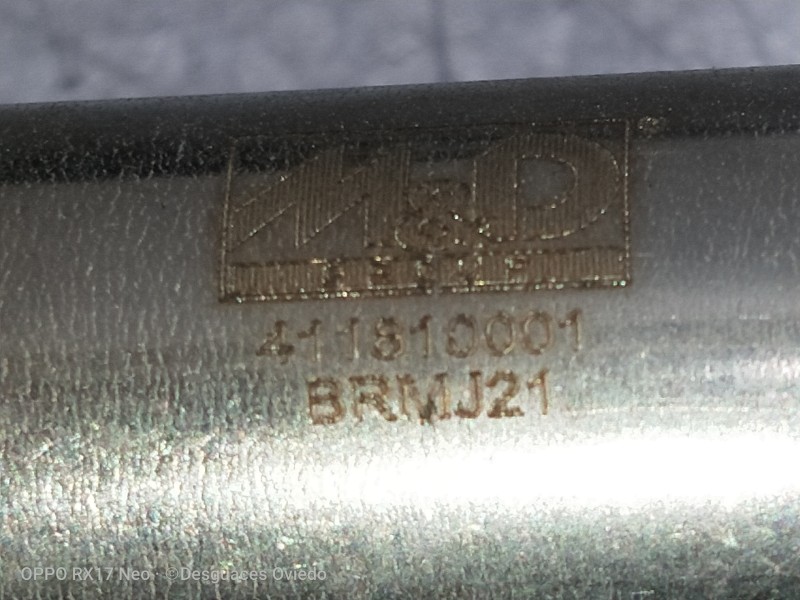 M&D
411810001
BRMJ21
OPPO RX17 Neo · ©Desguaces Oviedo